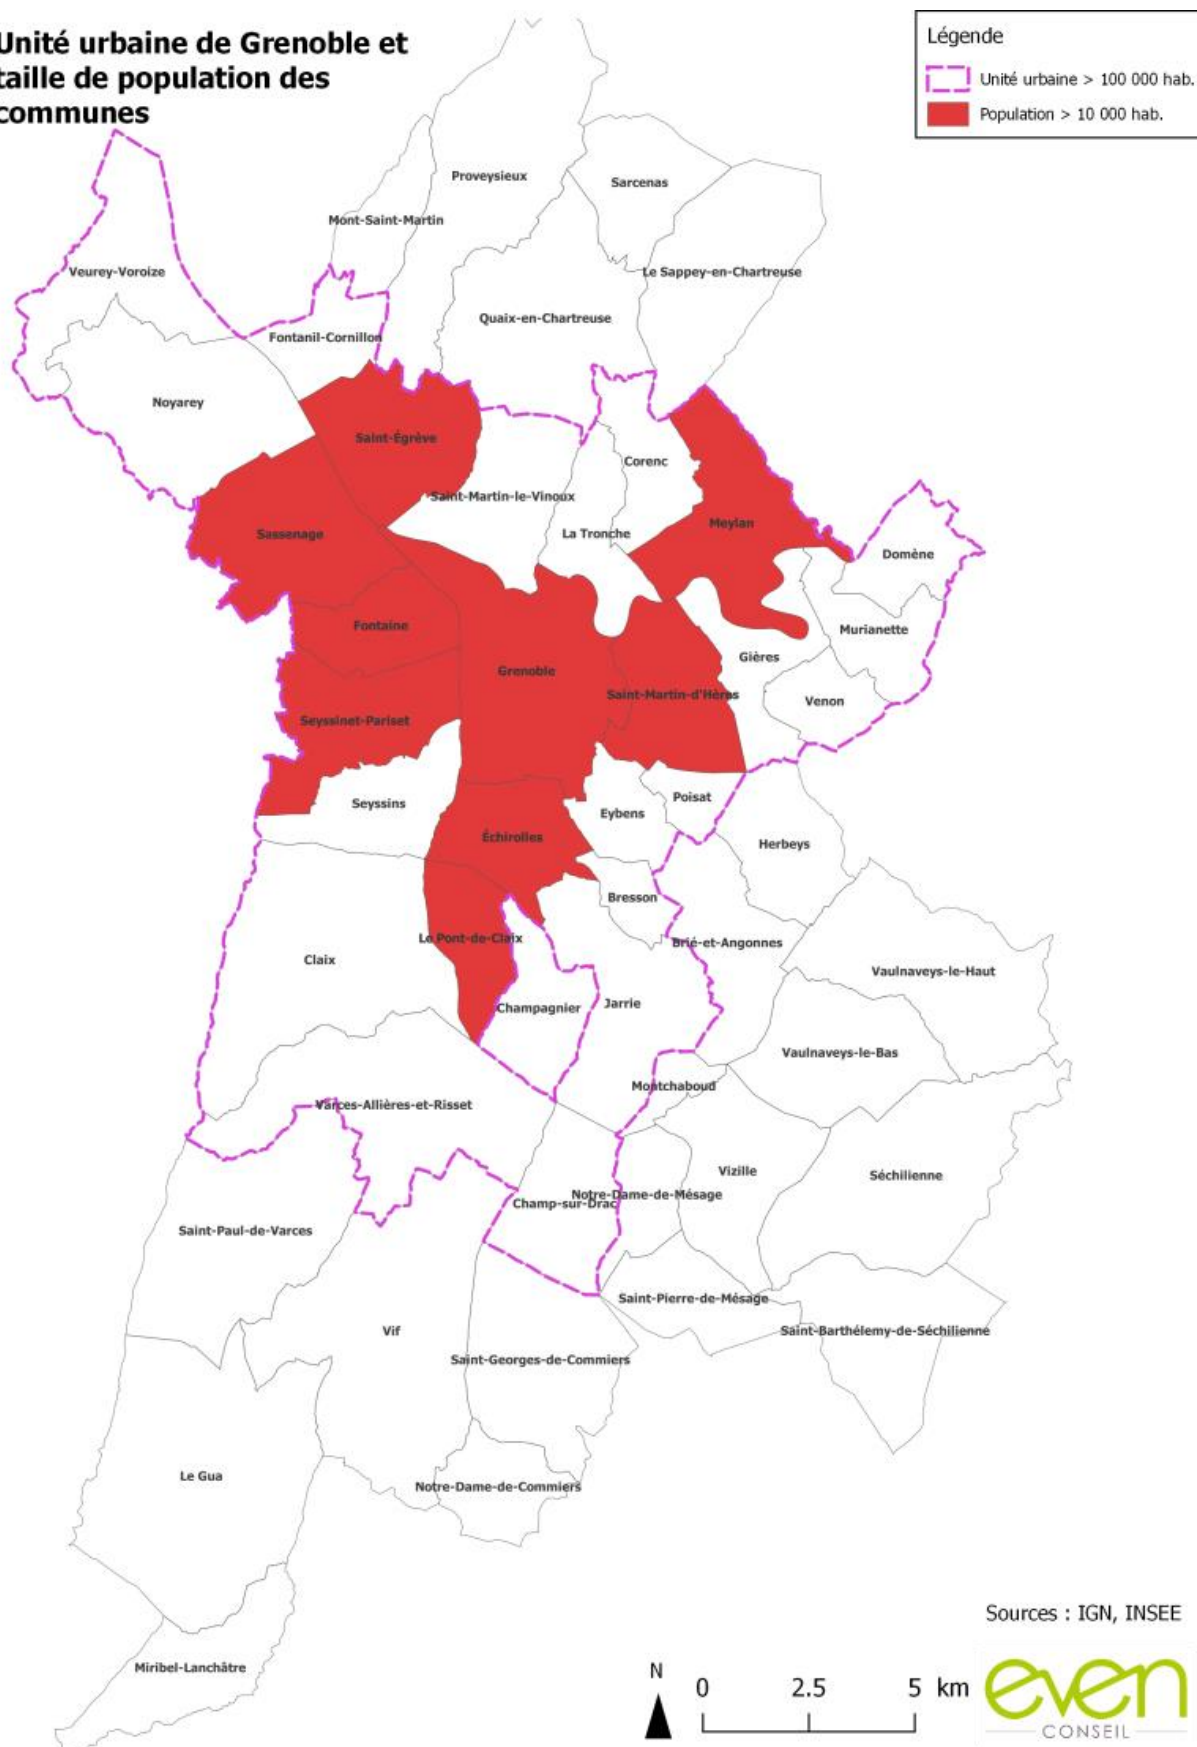 Unité urbaine de Grenoble et
taille de population des
communes
Légende
Unité urbaine > 100 000 hab.
Population > 10 000 hab.
Proveysieux
Sarcenas
Mont-Saint-Martin
Veurey-Voroize
Le Sappey-en-Chartreuse
Quaix-en-Chartreuse
Fontanil-Cornillon
Noyarey
Saint-Égrève
Corenc
Saint-Martin-le-Vinoux
Meylan
Sassenage
La Tronche
Domène
Fontaine
Murianette
Gières
Grenoble
Saint-Martin-d'Hères
Venon
Seyssinet-Pariset
Poisat
Seyssins
Eybens
Échirolles
Herbeys
Bresson
Le Pont-de-Claix
Brié-et-Angonnes
Claix
Vaulnaveys-le-Haut
Jarrie
Champagnier
Vaulnaveys-le-Bas
Montchaboud
Varces-Allières-et-Risset
Vizille
Séchilienne
Notre-Dame-de-Mésage
Champ-sur-Drac
Saint-Paul-de-Varces
Saint-Pierre-de-Mésage
Vif
Saint-Barthélemy-de-Séchilienne
Saint-Georges-de-Commiers
Le Gua
Notre-Dame-de-Commiers
Sources : IGN, INSEE
Miribel-Lanchâtre
N
0 2.5 5 km
even
CONSEIL